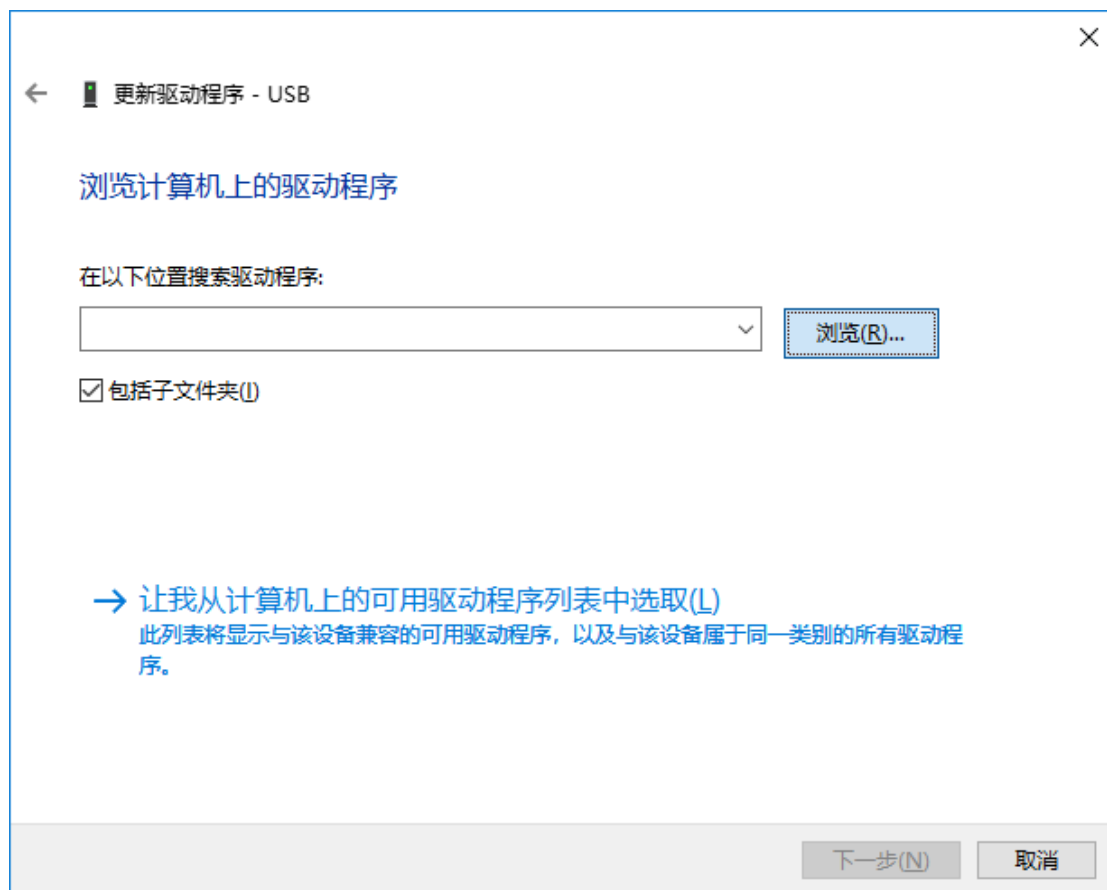 更新驱动程序 - USB
浏览计算机上的驱动程序
在以下位置搜索驱动程序:
浏览(R)...
包括子文件夹(I)
让我从计算机上的可用驱动程序列表中选取(L)
此列表将显示与该设备兼容的可用驱动程序，以及与该设备属于同一类别的所有驱动程
序。
下一步(N)
取消